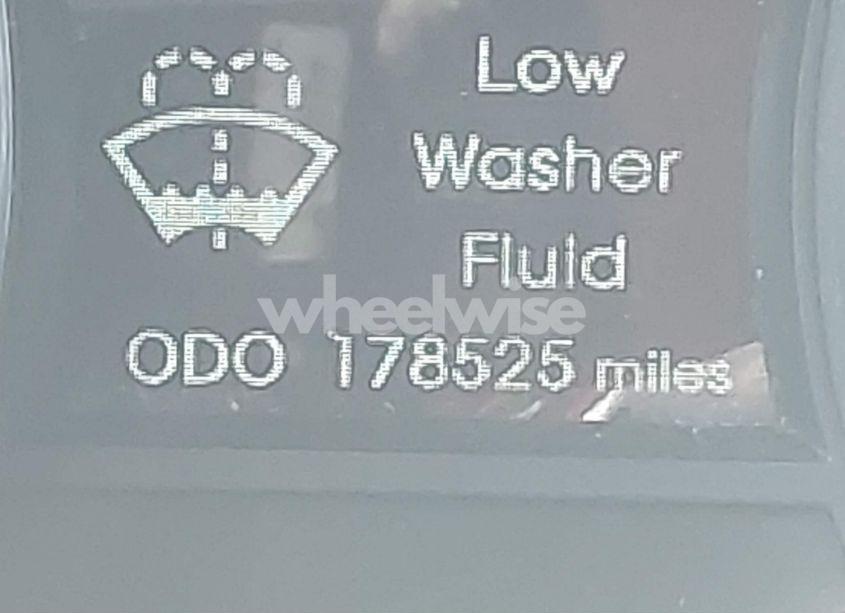 Low
Washer
Fluid
wheelwise
ODO 178525 miles